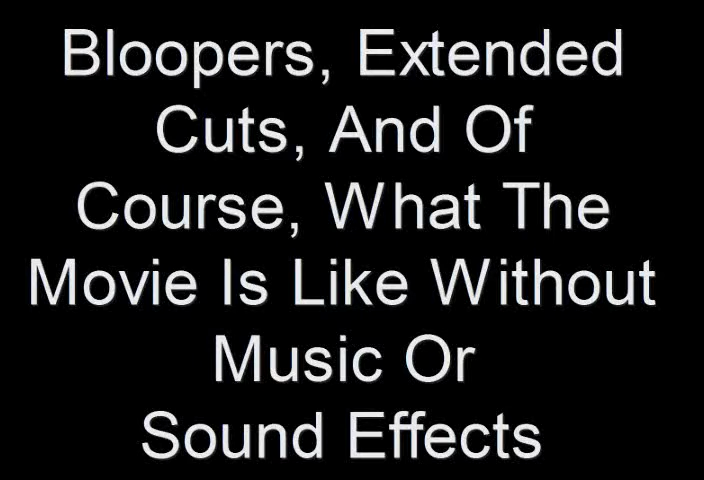 Bloopers, Extended
Cuts, And Of
Course, What The
Movie Is Like Without
Music Or
Sound Effects